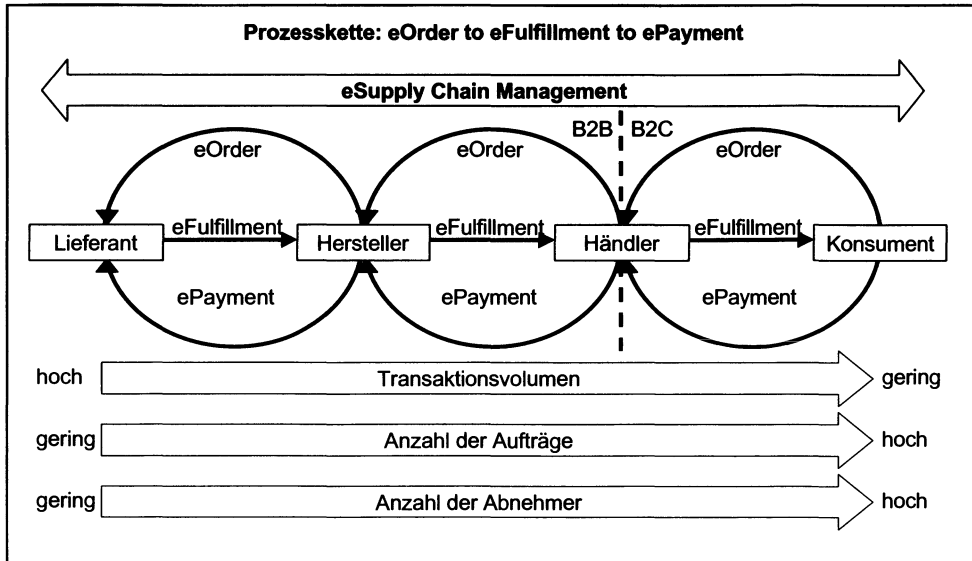 Prozesskette: eOrder to eFulfillment to ePayment
eSupply Chain Management
B2B B2C
eOrder eOrder eOrder
Lieferant eFulfillment Hersteller eFulfillment Händler eFulfillment Konsument
ePayment ePayment ePayment
hoch Transaktionsvolumen gering
gering Anzahl der Aufträge hoch
gering Anzahl der Abnehmer hoch